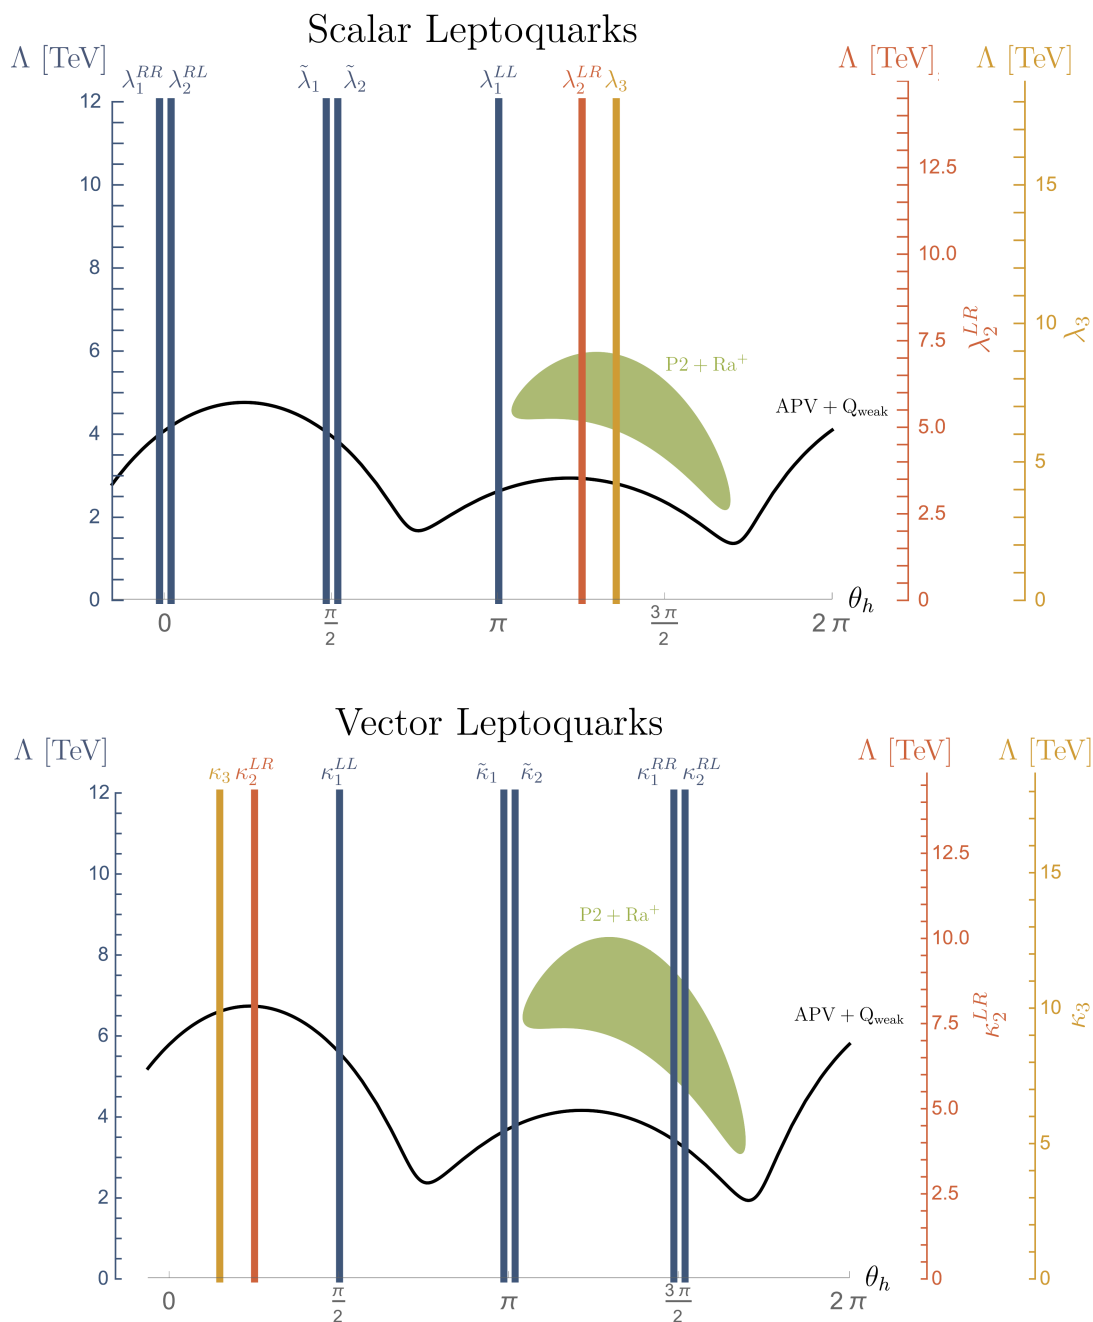 Scalar Leptoquarks
Λ [TeV] Λ [TeV] Λ [TeV]
λ₁^RR λ₂^RL λ̃₁ λ̃₂ λ₁^LL λ₂^LR λ₃
12
10
8
6
4
2
0
P2 + Ra⁺
APV + Q_weak
12.5
10.0
7.5
5.0
2.5
0
λ₂^LR
15
10
5
0
λ₃
0 π/2 π 3π/2 2π θ_h
Vector Leptoquarks
Λ [TeV] Λ [TeV] Λ [TeV]
κ₃ κ₂^LR κ₁^LL κ̃₁ κ̃₂ κ₁^RR κ₂^RL
12
10
8
6
4
2
0
P2 + Ra⁺
APV + Q_weak
12.5
10.0
7.5
5.0
2.5
0
κ₂^LR
15
10
5
0
κ₃
0 π/2 π 3π/2 2π θ_h